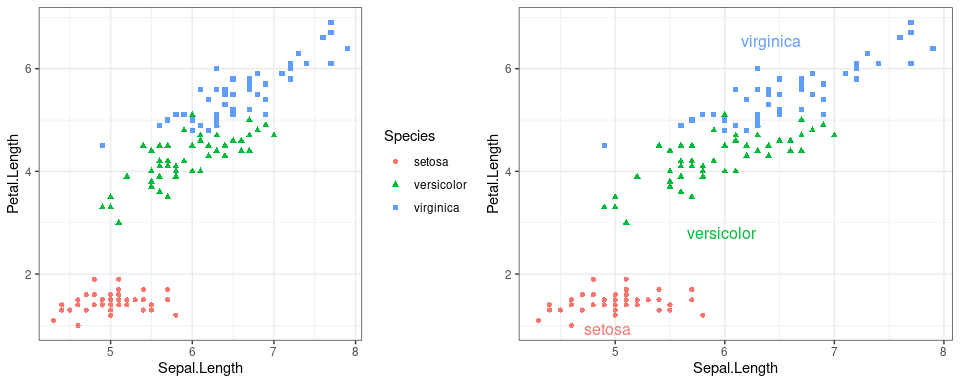 Petal.Length
6
4
2
5
6
7
8
Sepal.Length
Species
setosa
versicolor
virginica
Petal.Length
6
4
2
virginica
versicolor
setosa
5
6
7
8
Sepal.Length